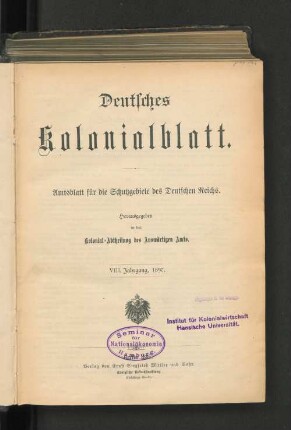 Deutsches
Kolonialblatt.
Amtsblatt für die Schutzgebiete des Deutschen Reichs.
Herausgegeben
in der
Kolonial-Abtheilung des Auswärtigen Amts.
VIII. Jahrgang, 1897.
Institut für Kolonialwirtschaft
Hansische Universität.
Seminar
für
Nationalökonomie
Hamburg
Verlag von Ernst Siegfried Mittler und Sohn